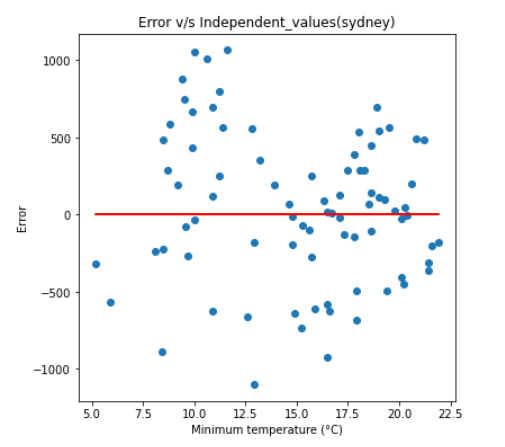 Error v/s Independent_values(sydney)
1000
500
0
−500
−1000
Error
5.0 7.5 10.0 12.5 15.0 17.5 20.0 22.5
Minimum temperature (°C)